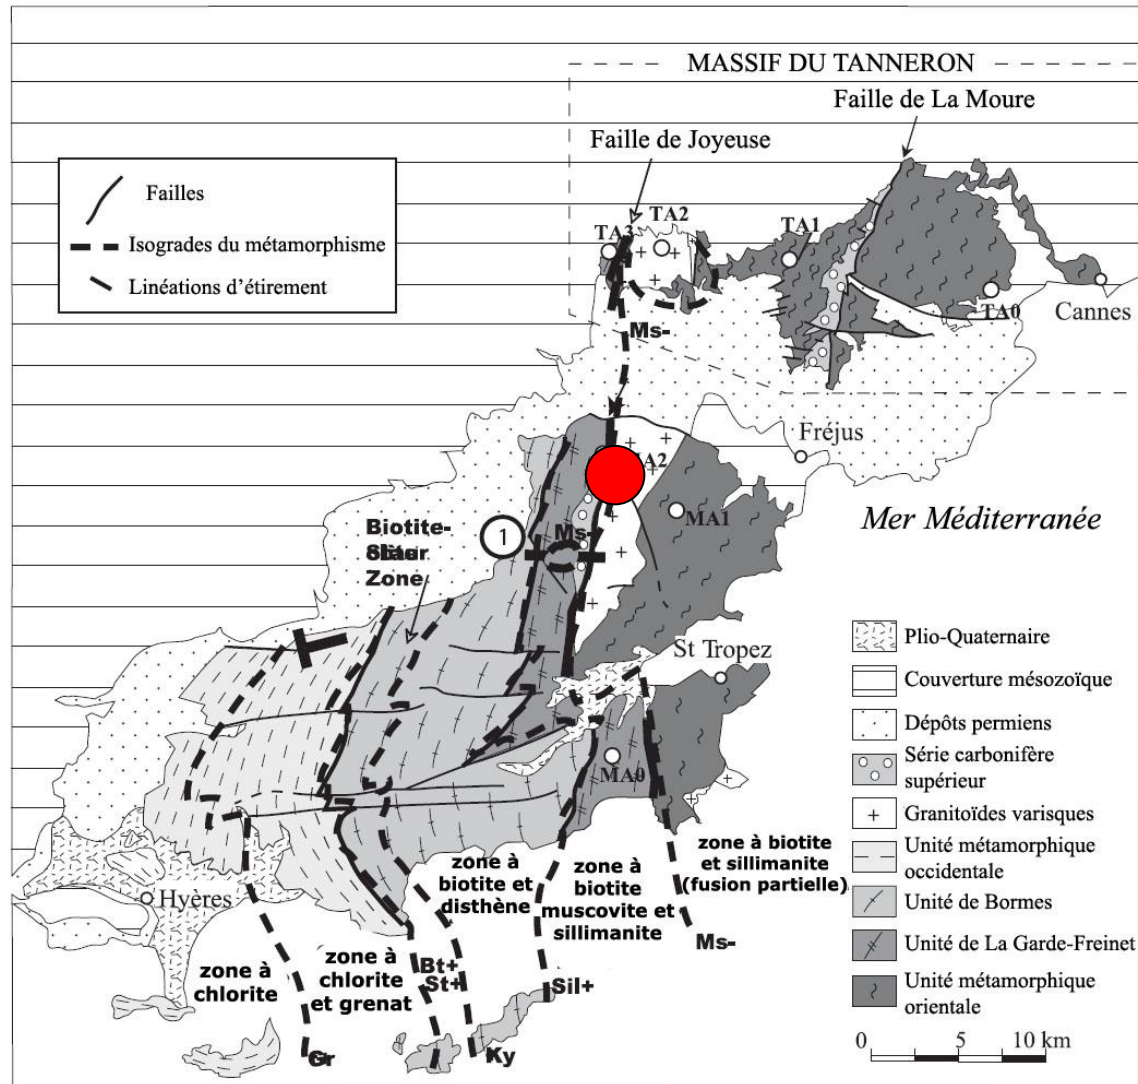 MASSIF DU TANNERON
Faille de La Moure
Faille de Joyeuse
Failles
Isogrades du métamorphisme
Linéations d'étirement
TA2
TA3
TA1
TA0
Cannes
Ms-
Fréjus
MA1
Mer Méditerranée
Biotite-
Zone
1
Ms-
St Tropez
MA0
Hyères
zone à
chlorite
zone à
chlorite
et grenat
zone à
biotite et
disthène
zone à
biotite
muscovite et
sillimanite
zone à biotite
et sillimanite
(fusion partielle)
Ms-
Bt+
St+
Sil+
Gr
Ky
Plio-Quaternaire
Couverture mésozoïque
Dépôts permiens
Série carbonifère
supérieur
Granitoïdes varisques
Unité métamorphique
occidentale
Unité de Bormes
Unité de La Garde-Freinet
Unité métamorphique
orientale
0 5 10 km